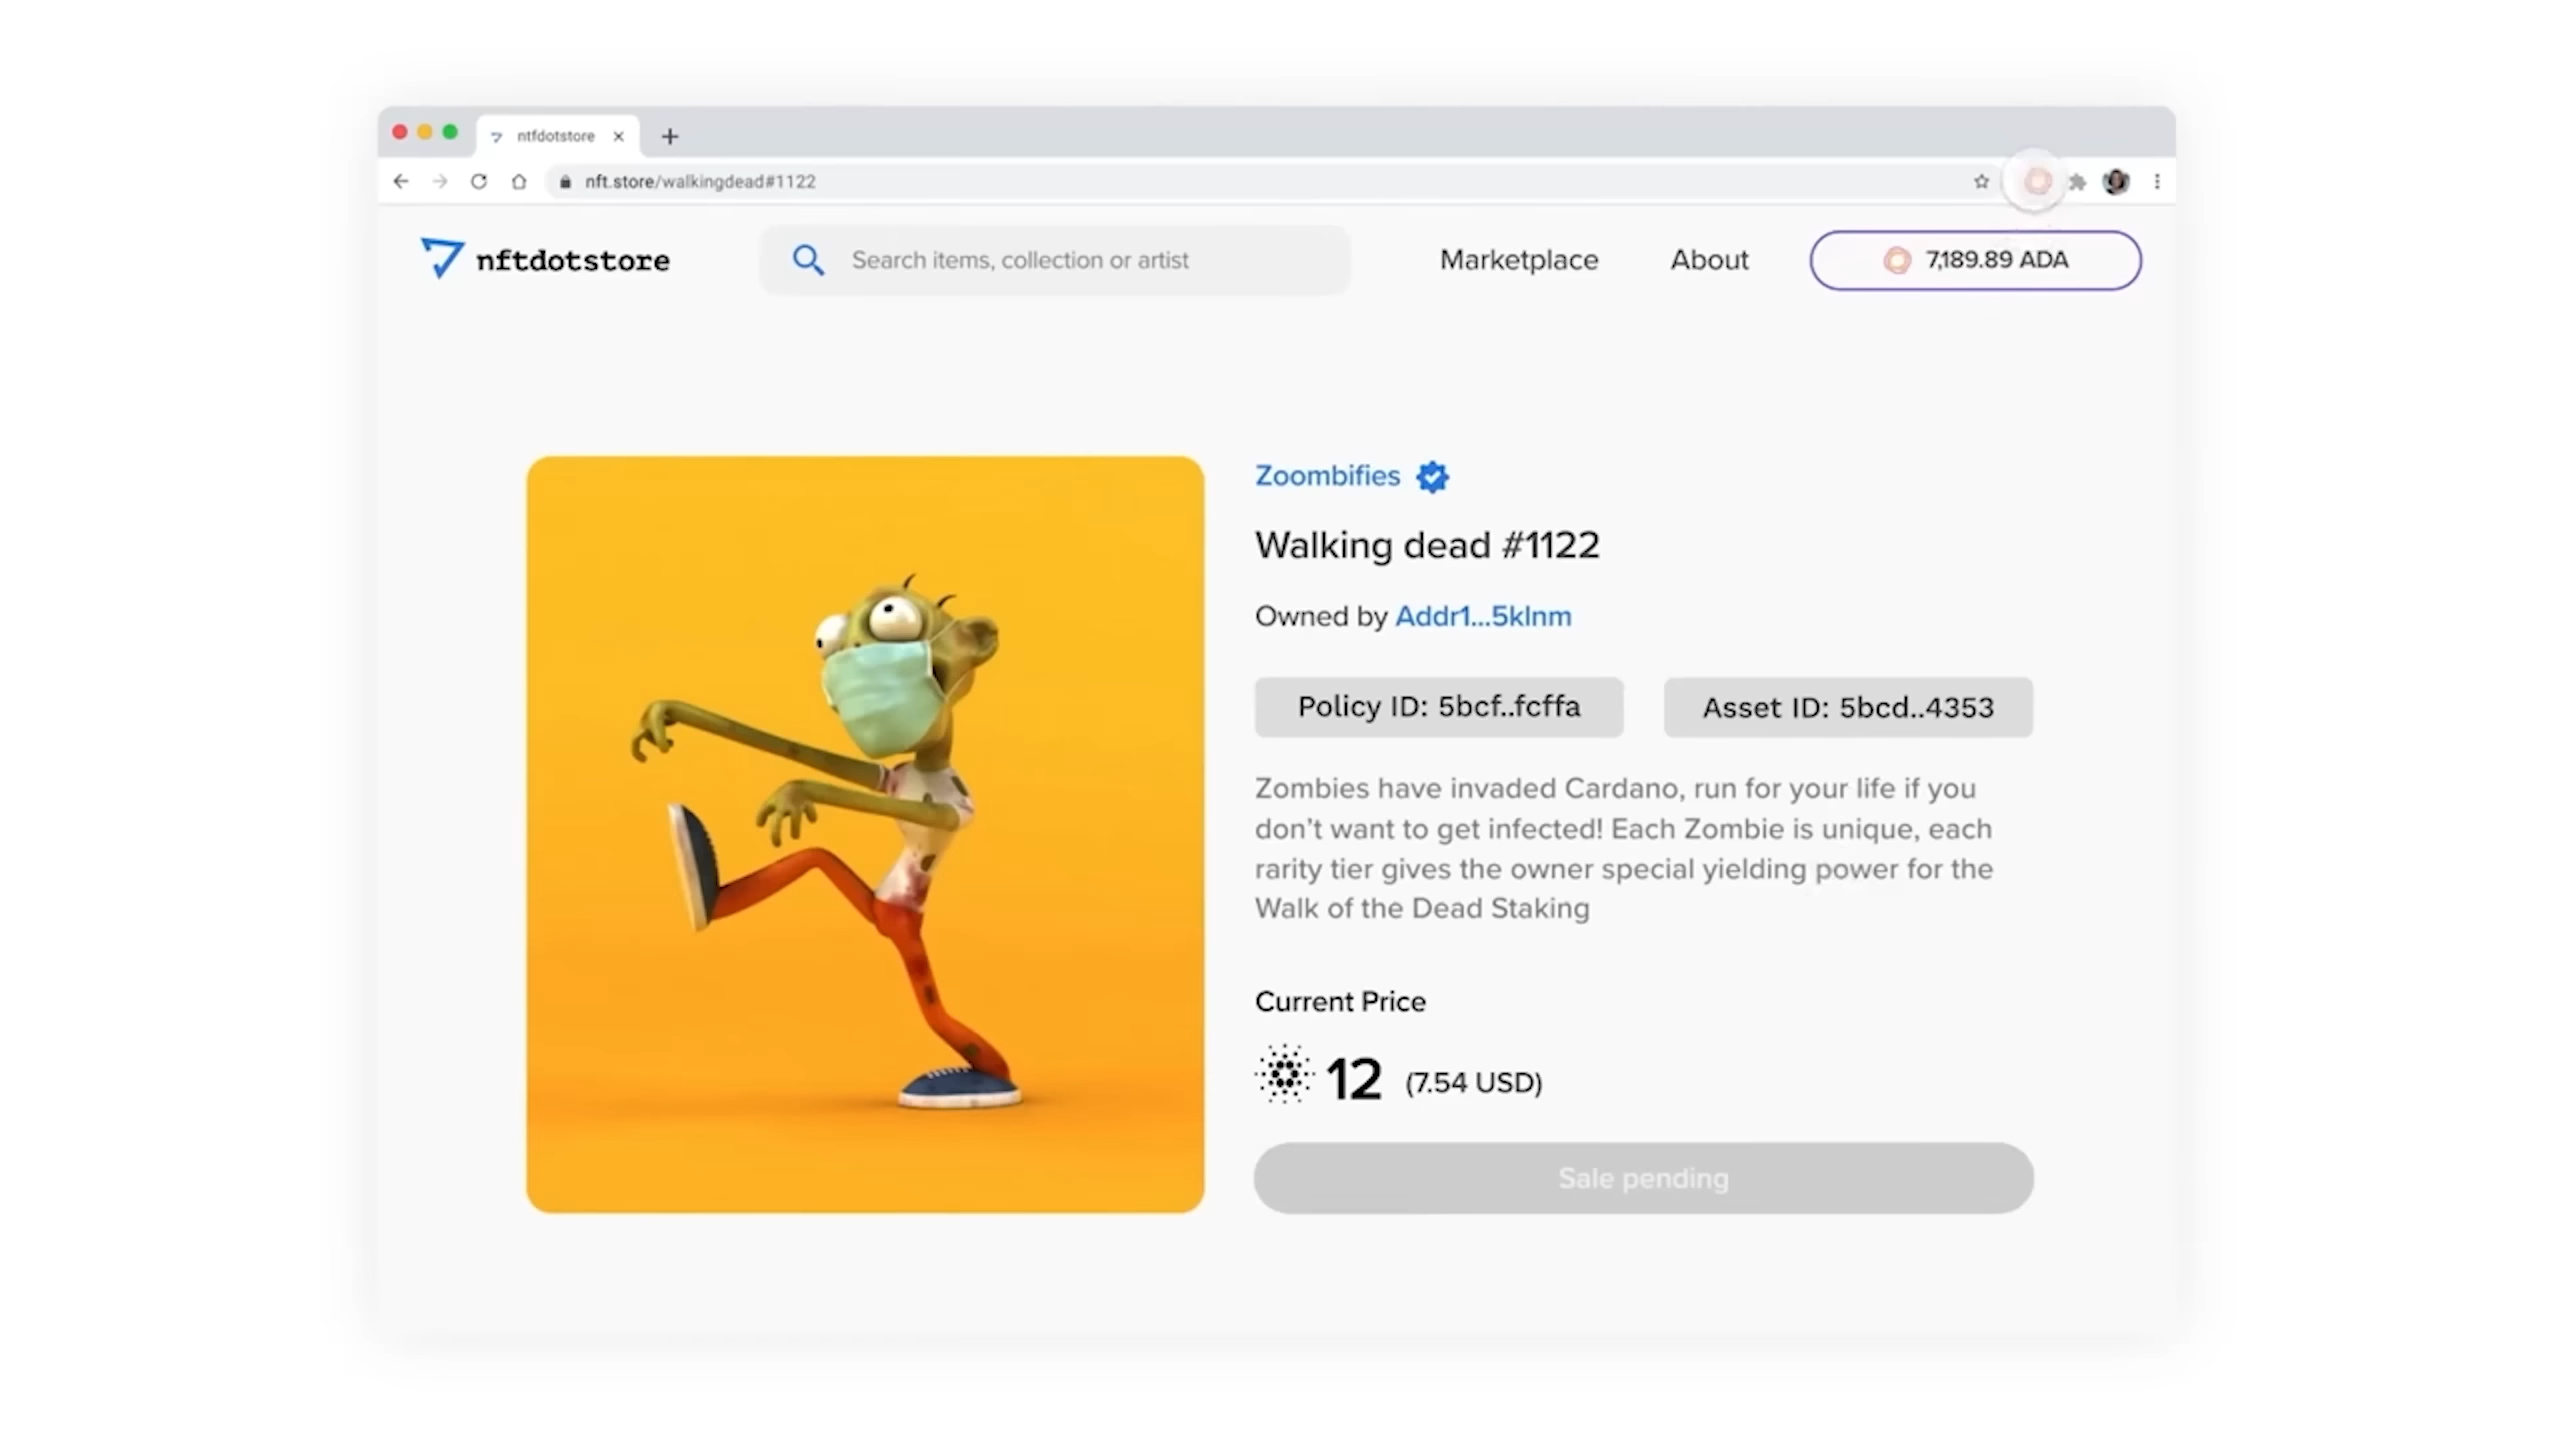 ntfdotstore
nft.store/walkingdead#1122
nftdotstore
Search items, collection or artist
Marketplace
About
7,189.89 ADA
Zoombifies
Walking dead #1122
Owned by Addr1...5klnm
Policy ID: 5bcf..fcffa
Asset ID: 5bcd..4353
Zombies have invaded Cardano, run for your life if you
don't want to get infected! Each Zombie is unique, each
rarity tier gives the owner special yielding power for the
Walk of the Dead Staking
Current Price
12 (7.54 USD)
Sale pending